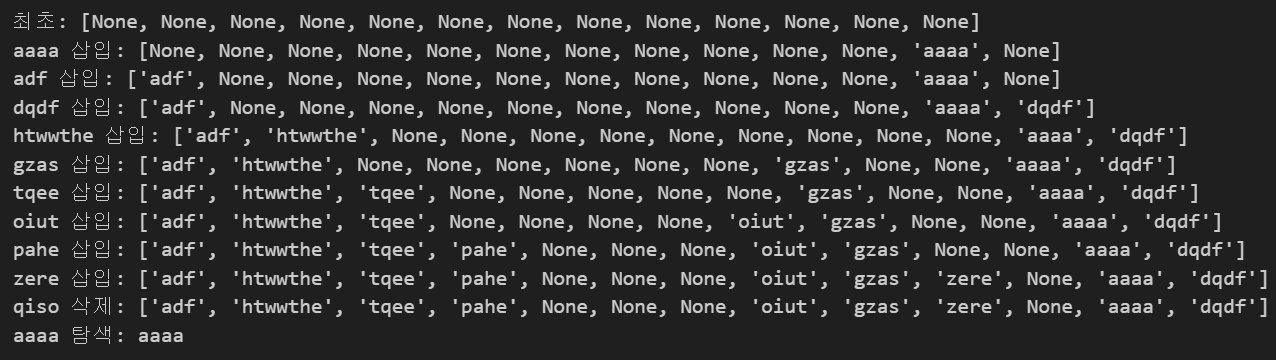 최초: [None, None, None, None, None, None, None, None, None, None, None, None, None]
aaaa 삽입: [None, None, None, None, None, None, None, None, None, None, None, 'aaaa', None]
adf 삽입: ['adf', None, None, None, None, None, None, None, None, None, None, 'aaaa', None]
dqdf 삽입: ['adf', None, None, None, None, None, None, None, None, None, None, 'aaaa', 'dqdf']
htwwthe 삽입: ['adf', 'htwwthe', None, None, None, None, None, None, None, None, None, 'aaaa', 'dqdf']
gzas 삽입: ['adf', 'htwwthe', None, None, None, None, None, None, 'gzas', None, None, 'aaaa', 'dqdf']
tqee 삽입: ['adf', 'htwwthe', 'tqee', None, None, None, None, None, 'gzas', None, None, 'aaaa', 'dqdf']
oiut 삽입: ['adf', 'htwwthe', 'tqee', None, None, None, None, 'oiut', 'gzas', None, None, 'aaaa', 'dqdf']
pahe 삽입: ['adf', 'htwwthe', 'tqee', 'pahe', None, None, None, 'oiut', 'gzas', None, None, 'aaaa', 'dqdf']
zere 삽입: ['adf', 'htwwthe', 'tqee', 'pahe', None, None, None, 'oiut', 'gzas', 'zere', None, 'aaaa', 'dqdf']
qiso 삭제: ['adf', 'htwwthe', 'tqee', 'pahe', None, None, None, 'oiut', 'gzas', 'zere', None, 'aaaa', 'dqdf']
aaaa 탐색: aaaa